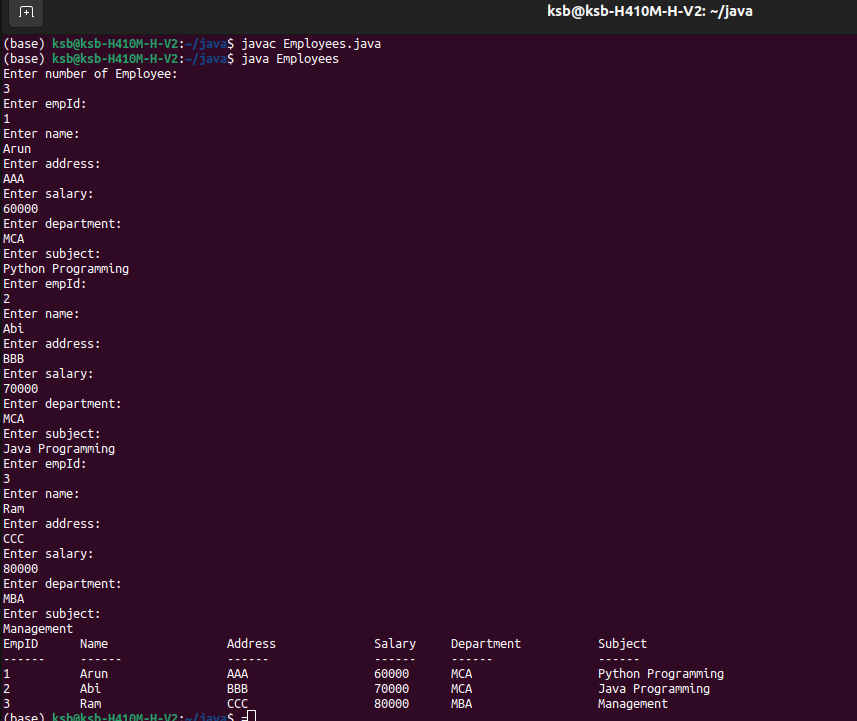 ksb@ksb-H410M-H-V2: ~/java
(base) ksb@ksb-H410M-H-V2:~/java$ javac Employees.java
(base) ksb@ksb-H410M-H-V2:~/java$ java Employees
Enter number of Employee:
3
Enter empId:
1
Enter name:
Arun
Enter address:
AAA
Enter salary:
60000
Enter department:
MCA
Enter subject:
Python Programming
Enter empId:
2
Enter name:
Abi
Enter address:
BBB
Enter salary:
70000
Enter department:
MCA
Enter subject:
Java Programming
Enter empId:
3
Enter name:
Ram
Enter address:
CCC
Enter salary:
80000
Enter department:
MBA
Enter subject:
Management
EmpID Name Address Salary Department Subject
------ ------ ------ ------ ------ ------
1 Arun AAA 60000 MCA Python Programming
2 Abi BBB 70000 MCA Java Programming
3 Ram CCC 80000 MBA Management
(base) ksb@ksb-H410M-H-V2:~/java$ =